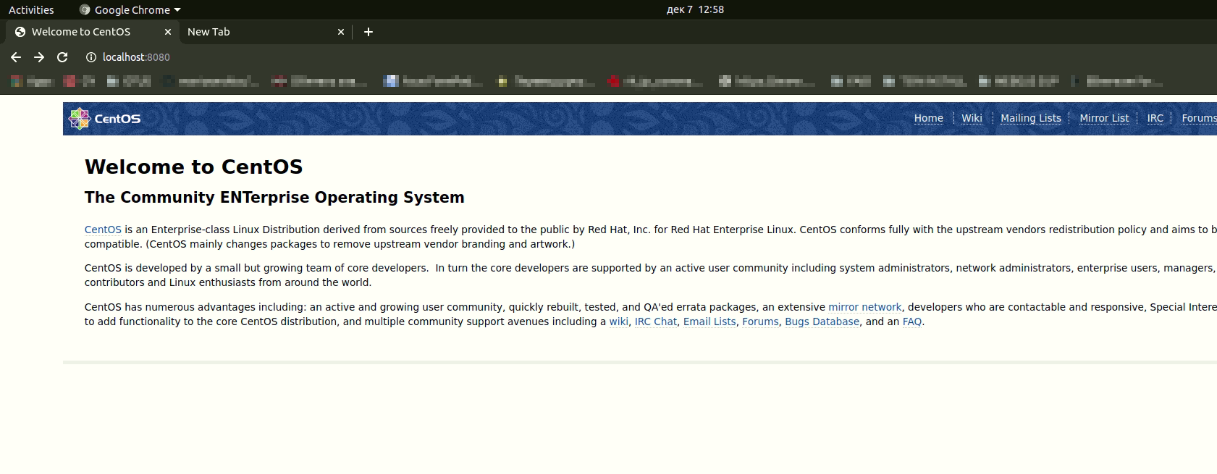 Activities Google Chrome дек 7 12:58
Welcome to CentOS New Tab
localhost:8080
CentOS Home Wiki Mailing Lists Mirror List IRC Forums
Welcome to CentOS
The Community ENTerprise Operating System
CentOS is an Enterprise-class Linux Distribution derived from sources freely provided to the public by Red Hat, Inc. for Red Hat Enterprise Linux. CentOS conforms fully with the upstream vendors redistribution policy and aims to b
compatible. (CentOS mainly changes packages to remove upstream vendor branding and artwork.)
CentOS is developed by a small but growing team of core developers. In turn the core developers are supported by an active user community including system administrators, network administrators, enterprise users, managers,
contributors and Linux enthusiasts from around the world.
CentOS has numerous advantages including: an active and growing user community, quickly rebuilt, tested, and QA'ed errata packages, an extensive mirror network, developers who are contactable and responsive, Special Intere
to add functionality to the core CentOS distribution, and multiple community support avenues including a wiki, IRC Chat, Email Lists, Forums, Bugs Database, and an FAQ.